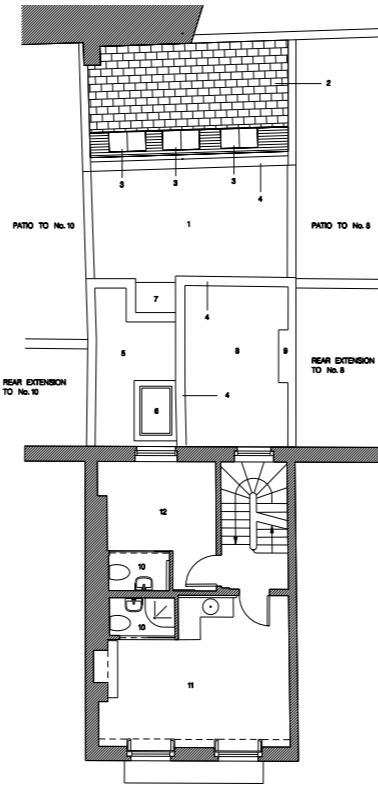 2
3 3 3
4
PATIO TO No. 10
1
PATIO TO No. 8
7
4
5
8
9
REAR EXTENSION
TO No. 10
6
4
REAR EXTENSION
TO No. 8
12
10
10
11